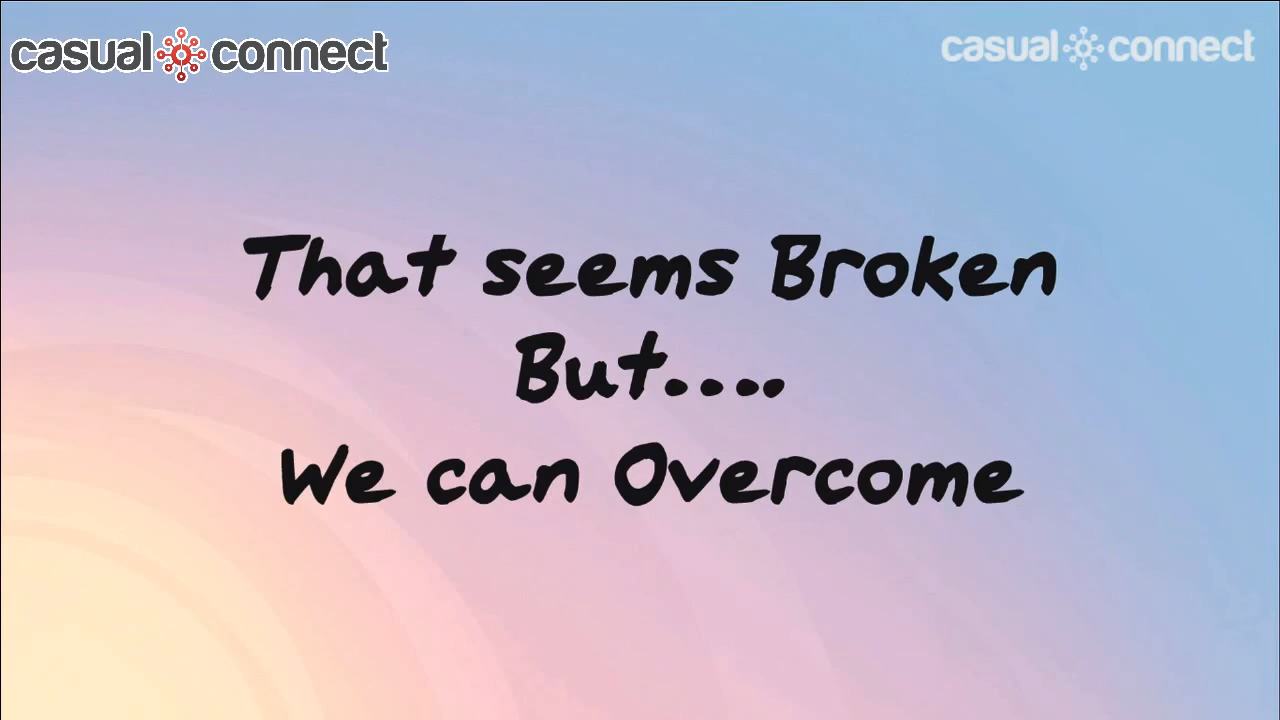 casual connect
casual connect
That seems Broken
But....
We can Overcome